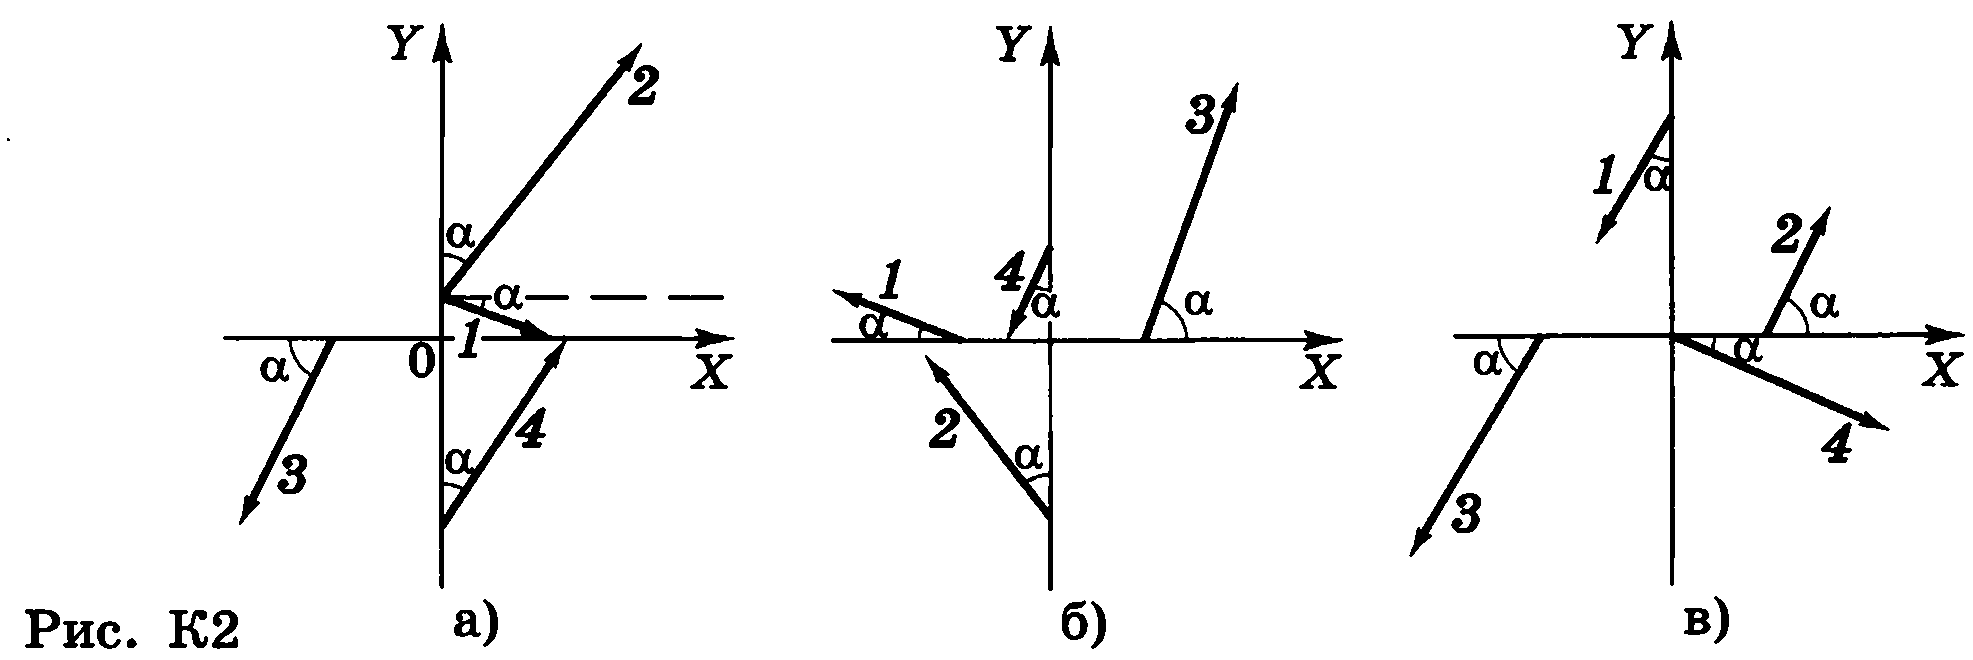 Y 2 α α 1 0 X α 3 α 4
Y 3 4 α 1 α α X 2 α
Y 1 α 2 α X α α 4 3
Рис. К2 а) б) в)